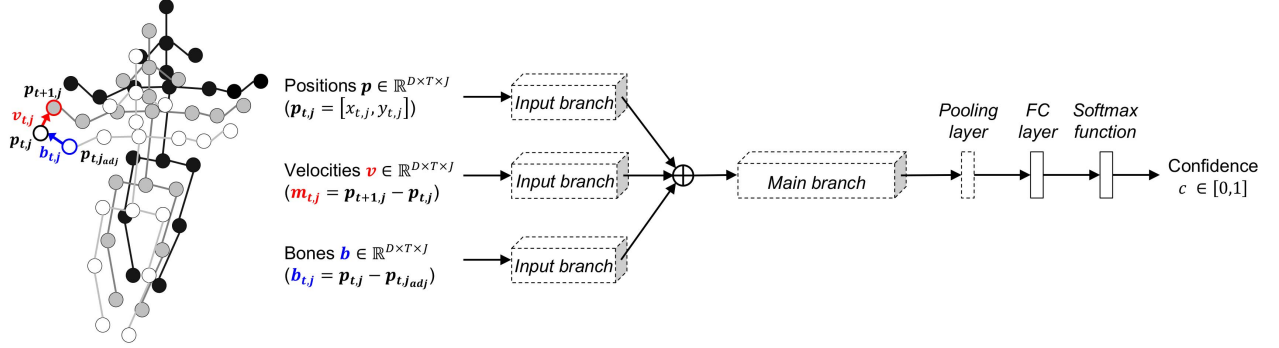 p_{t+1,j}
v_{t,j}
p_{t,j}
b_{t,j}
p_{t,j_{adj}}
Positions p ∈ ℝ^{D×T×J}
(p_{t,j} = [x_{t,j}, y_{t,j}])
Velocities v ∈ ℝ^{D×T×J}
(m_{t,j} = p_{t+1,j} − p_{t,j})
Bones b ∈ ℝ^{D×T×J}
(b_{t,j} = p_{t,j} − p_{t,j_{adj}})
Input branch
Input branch
Input branch
Main branch
Pooling
layer
FC
layer
Softmax
function
Confidence
c ∈ [0,1]